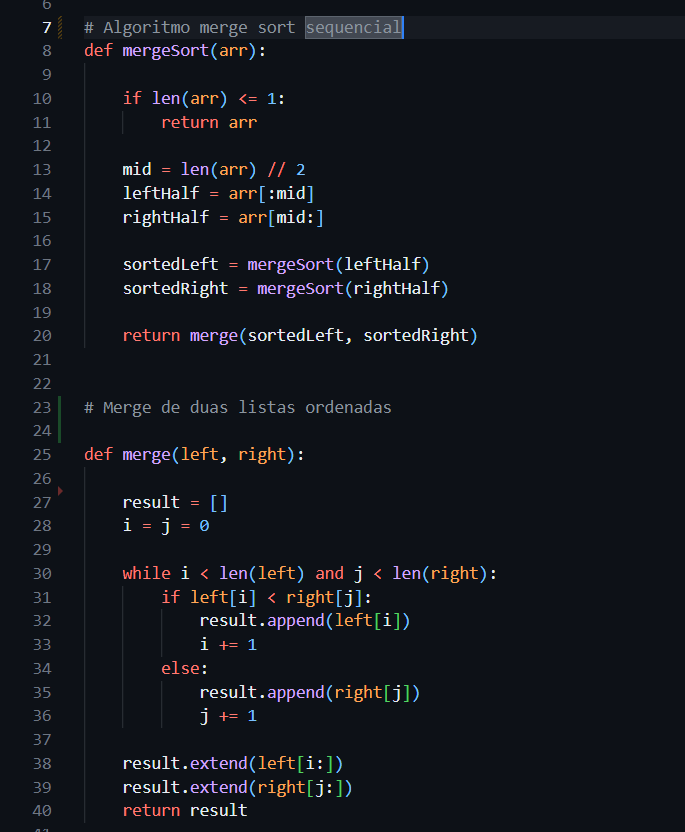 6
7 # Algoritmo merge sort sequencial
8 def mergeSort(arr):
9
10     if len(arr) <= 1:
11         return arr
12
13     mid = len(arr) // 2
14     leftHalf = arr[:mid]
15     rightHalf = arr[mid:]
16
17     sortedLeft = mergeSort(leftHalf)
18     sortedRight = mergeSort(rightHalf)
19
20     return merge(sortedLeft, sortedRight)
21
22
23 # Merge de duas listas ordenadas
24
25 def merge(left, right):
26
27     result = []
28     i = j = 0
29
30     while i < len(left) and j < len(right):
31         if left[i] < right[j]:
32             result.append(left[i])
33             i += 1
34         else:
35             result.append(right[j])
36             j += 1
37
38     result.extend(left[i:])
39     result.extend(right[j:])
40     return result